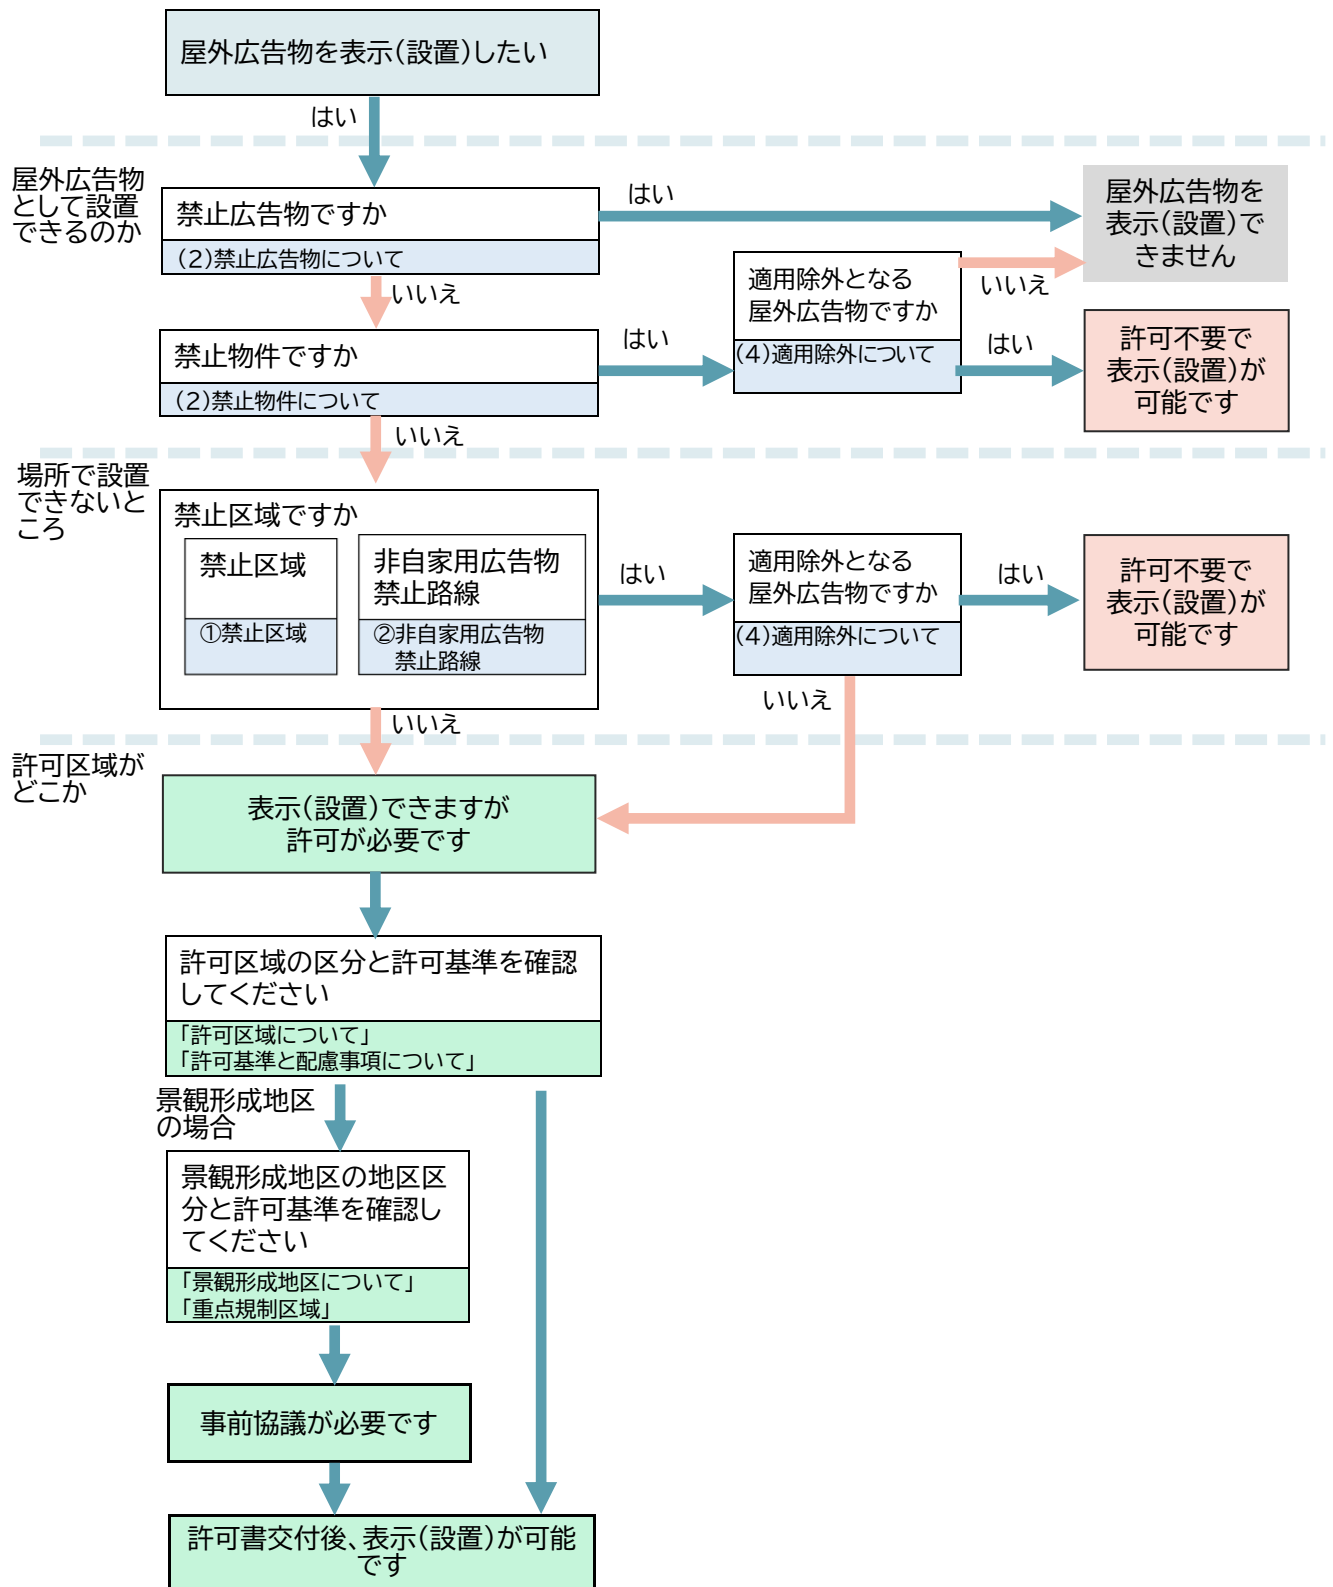 屋外広告物を表示(設置)したい
はい
屋外広告物
として設置
できるのか
禁止広告物ですか
(2)禁止広告物について
はい
屋外広告物を
表示(設置)で
きません
いいえ
適用除外となる
屋外広告物ですか
(4)適用除外について
いいえ
禁止物件ですか
(2)禁止物件について
はい
はい
許可不要で
表示(設置)が
可能です
いいえ
場所で設置
できないと
ころ
禁止区域ですか
禁止区域
①禁止区域
非自家用広告物
禁止路線
②非自家用広告物
禁止路線
はい
適用除外となる
屋外広告物ですか
(4)適用除外について
はい
許可不要で
表示(設置)が
可能です
いいえ
いいえ
許可区域が
どこか
表示(設置)できますが
許可が必要です
許可区域の区分と許可基準を確認
してください
「許可区域について」
「許可基準と配慮事項について」
景観形成地区
の場合
景観形成地区の地区区
分と許可基準を確認し
てください
「景観形成地区について」
「重点規制区域」
事前協議が必要です
許可書交付後、表示(設置)が可能
です